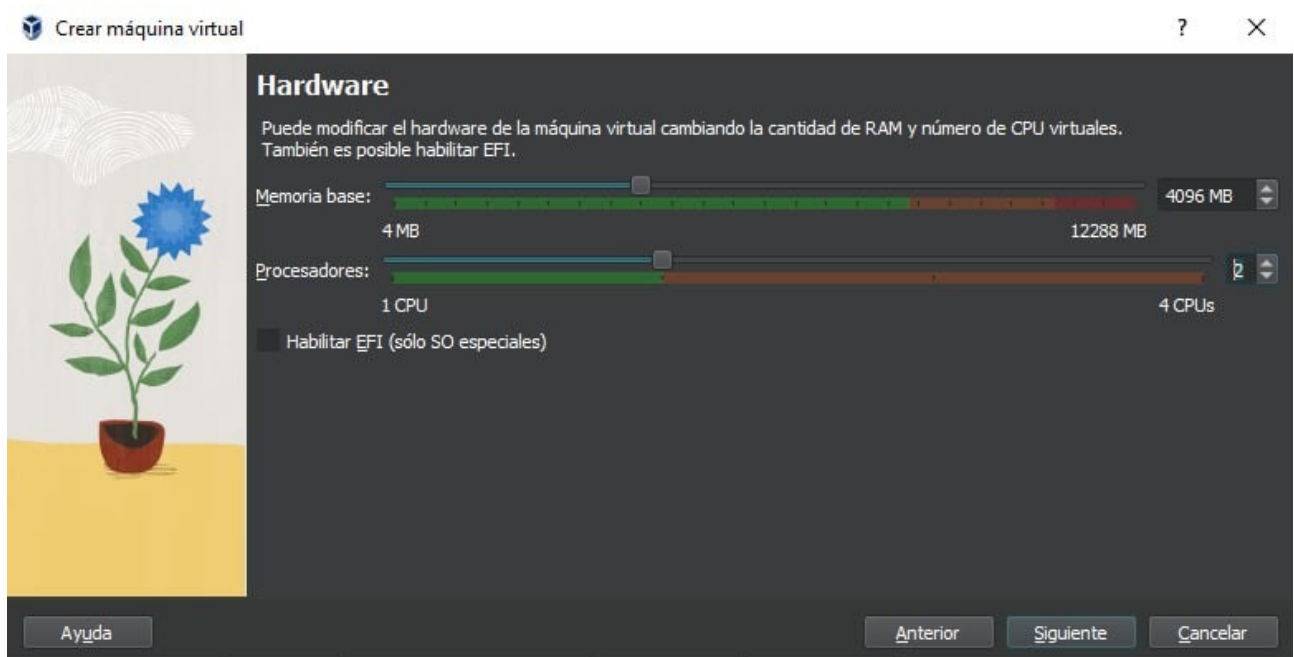 Crear máquina virtual
?
Hardware
Puede modificar el hardware de la máquina virtual cambiando la cantidad de RAM y número de CPU virtuales.
También es posible habilitar EFI.
Memoria base:
4096 MB
4 MB
12288 MB
Procesadores:
2
1 CPU
4 CPUs
Habilitar EFI (sólo SO especiales)
Ayuda
Anterior
Siguiente
Cancelar